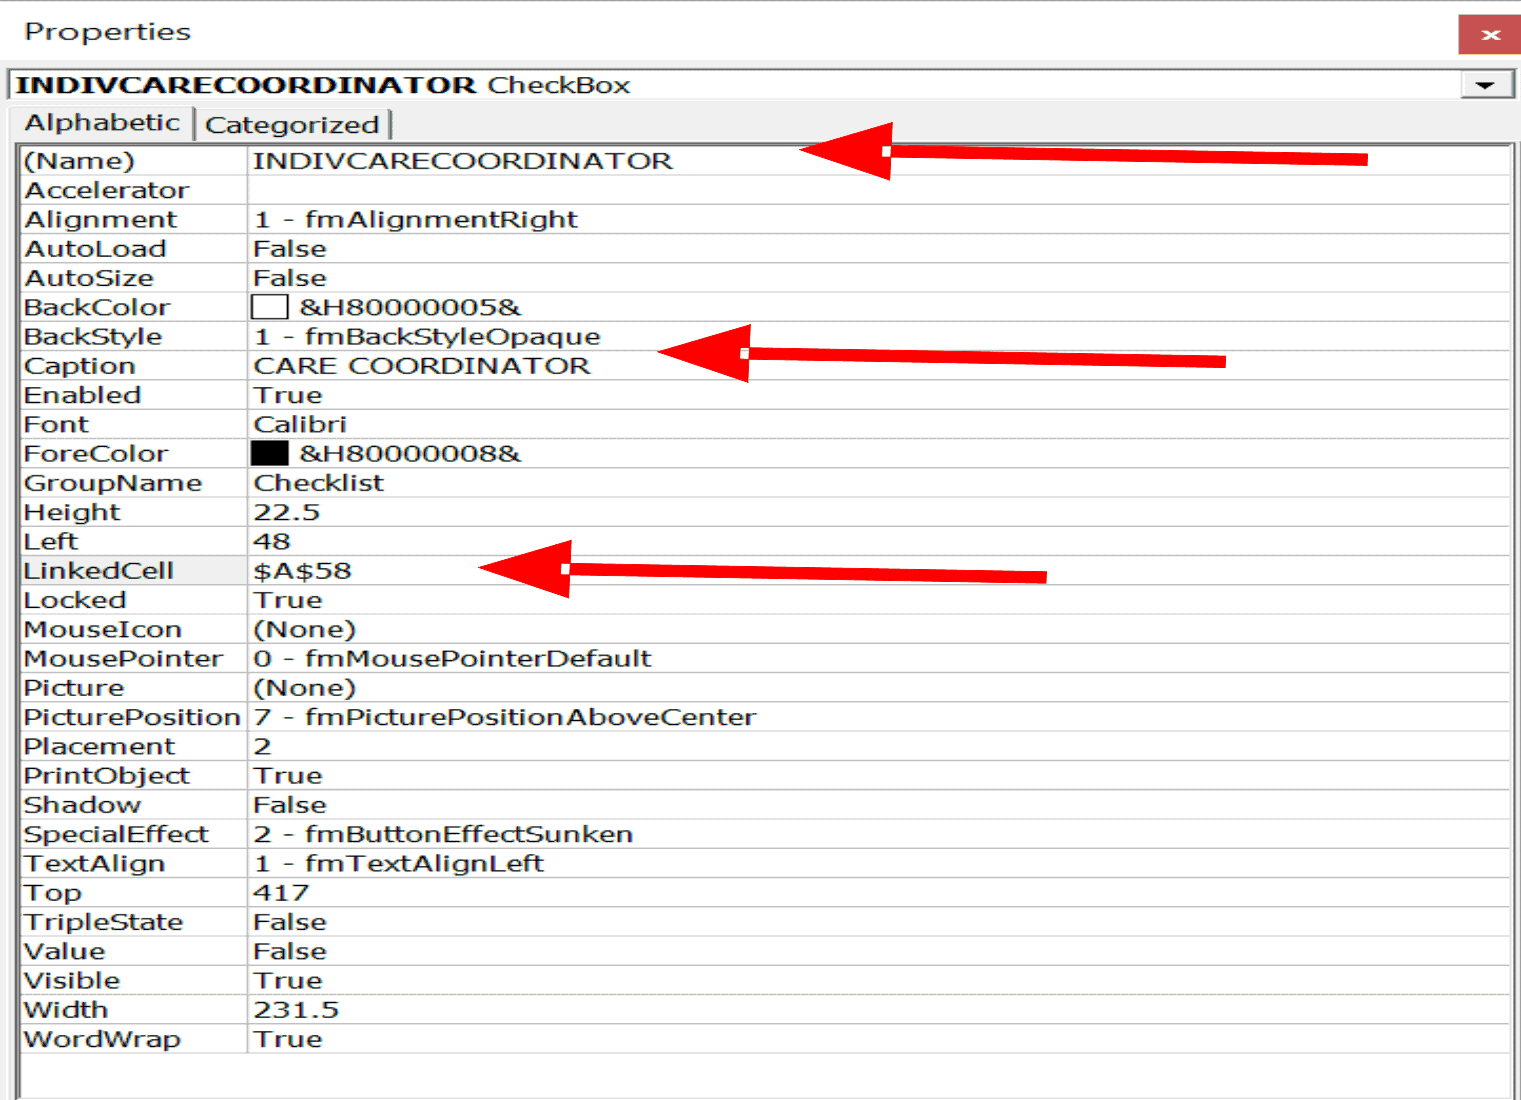 Properties
x
INDIVCARECOORDINATOR CheckBox
Alphabetic Categorized
(Name) INDIVCARECOORDINATOR
Accelerator
Alignment 1 - fmAlignmentRight
AutoLoad False
AutoSize False
BackColor &H80000005&
BackStyle 1 - fmBackStyleOpaque
Caption CARE COORDINATOR
Enabled True
Font Calibri
ForeColor &H80000008&
GroupName Checklist
Height 22.5
Left 48
LinkedCell $A$58
Locked True
MouseIcon (None)
MousePointer 0 - fmMousePointerDefault
Picture (None)
PicturePosition 7 - fmPicturePositionAboveCenter
Placement 2
PrintObject True
Shadow False
SpecialEffect 2 - fmButtonEffectSunken
TextAlign 1 - fmTextAlignLeft
Top 417
TripleState False
Value False
Visible True
Width 231.5
WordWrap True